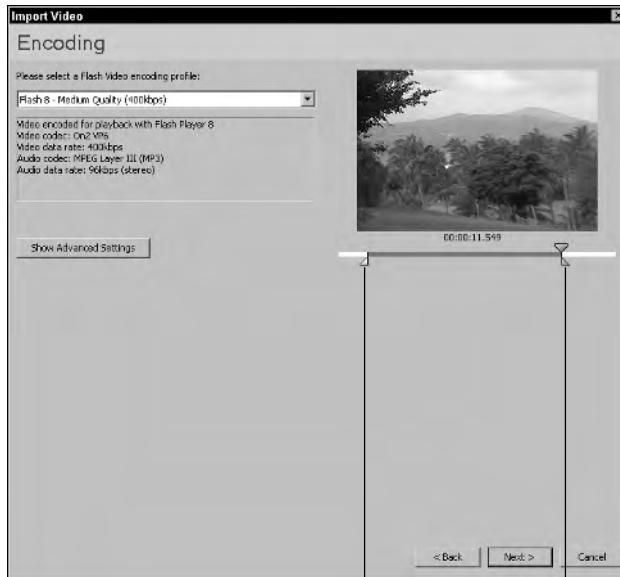 Import Video
Encoding
Please select a Flash Video encoding profile:
Flash 8 - Medium Quality (400kbps)
Video encoded for playback with Flash Player 8
Video codec: On2 VP6
Video data rate: 400kbps
Audio codec: MPEG Layer III (MP3)
Audio data rate: 96kbps (stereo)
00:00:11.549
Show Advanced Settings
< Back
Next >
Cancel